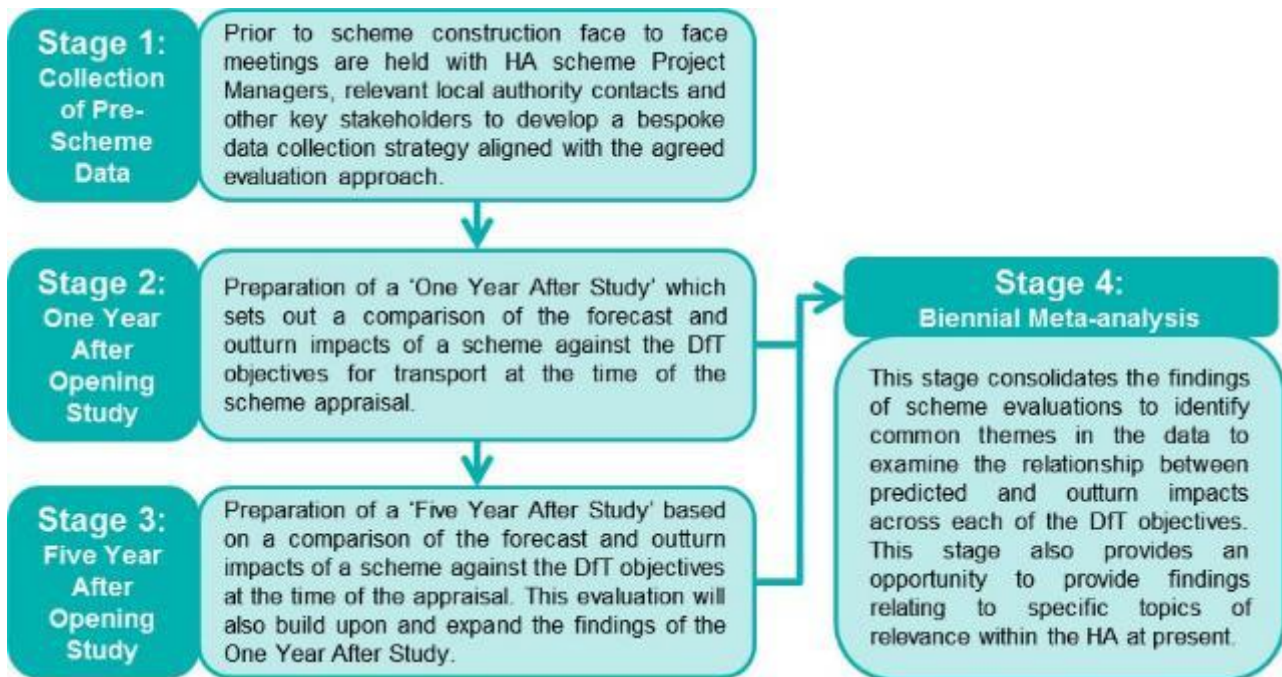 Stage 1:
Collection
of Pre-
Scheme
Data
Prior to scheme construction face to face
meetings are held with HA scheme Project
Managers, relevant local authority contacts and
other key stakeholders to develop a bespoke
data collection strategy aligned with the agreed
evaluation approach.
Stage 2:
One Year
After
Opening
Study
Preparation of a ‘One Year After Study’ which
sets out a comparison of the forecast and
outturn impacts of a scheme against the DfT
objectives for transport at the time of the
scheme appraisal.
Stage 3:
Five Year
After
Opening
Study
Preparation of a ‘Five Year After Study’ based
on a comparison of the forecast and outturn
impacts of a scheme against the DfT objectives
at the time of the appraisal. This evaluation will
also build upon and expand the findings of the
One Year After Study.
Stage 4:
Biennial Meta-analysis
This stage consolidates the findings
of scheme evaluations to identify
common themes in the data to
examine the relationship between
predicted and outturn impacts
across each of the DfT objectives.
This stage also provides an
opportunity to provide findings
relating to specific topics of
relevance within the HA at present.